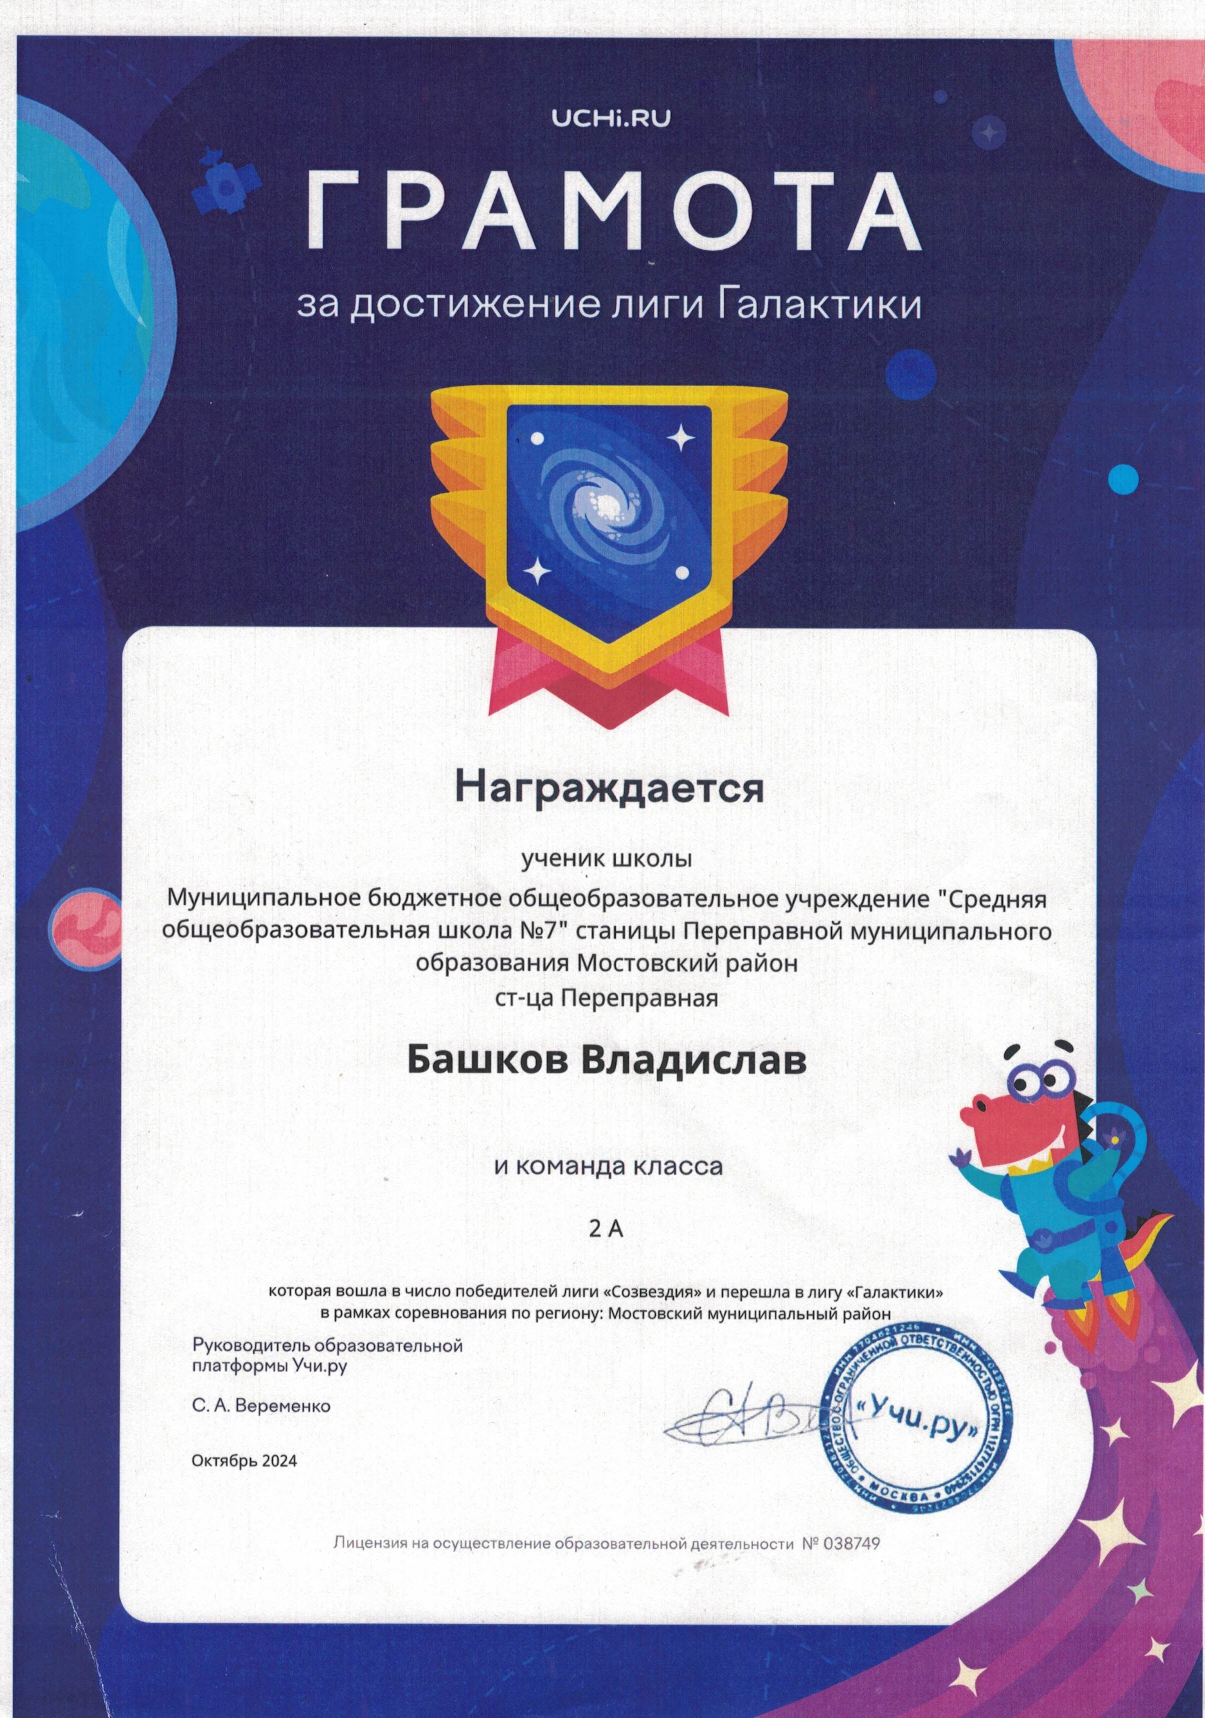 UCHi.RU
ГРАМОТА
за достижение лиги Галактики
Награждается
ученик школы
Муниципальное бюджетное общеобразовательное учреждение "Средняя
общеобразовательная школа №7" станицы Переправной муниципального
образования Мостовский район
ст-ца Переправная
Башков Владислав
и команда класса
2 А
которая вошла в число победителей лиги «Созвездия» и перешла в лигу «Галактики»
в рамках соревнования по региону: Мостовский муниципальный район
Руководитель образовательной
платформы Учи.ру
С. А. Веременко
Октябрь 2024
ОБЩЕСТВО С ОГРАНИЧЕННОЙ ОТВЕТСТВЕННОСТЬЮ
МОСКВА
«Учи.ру»
Лицензия на осуществление образовательной деятельности № 038749